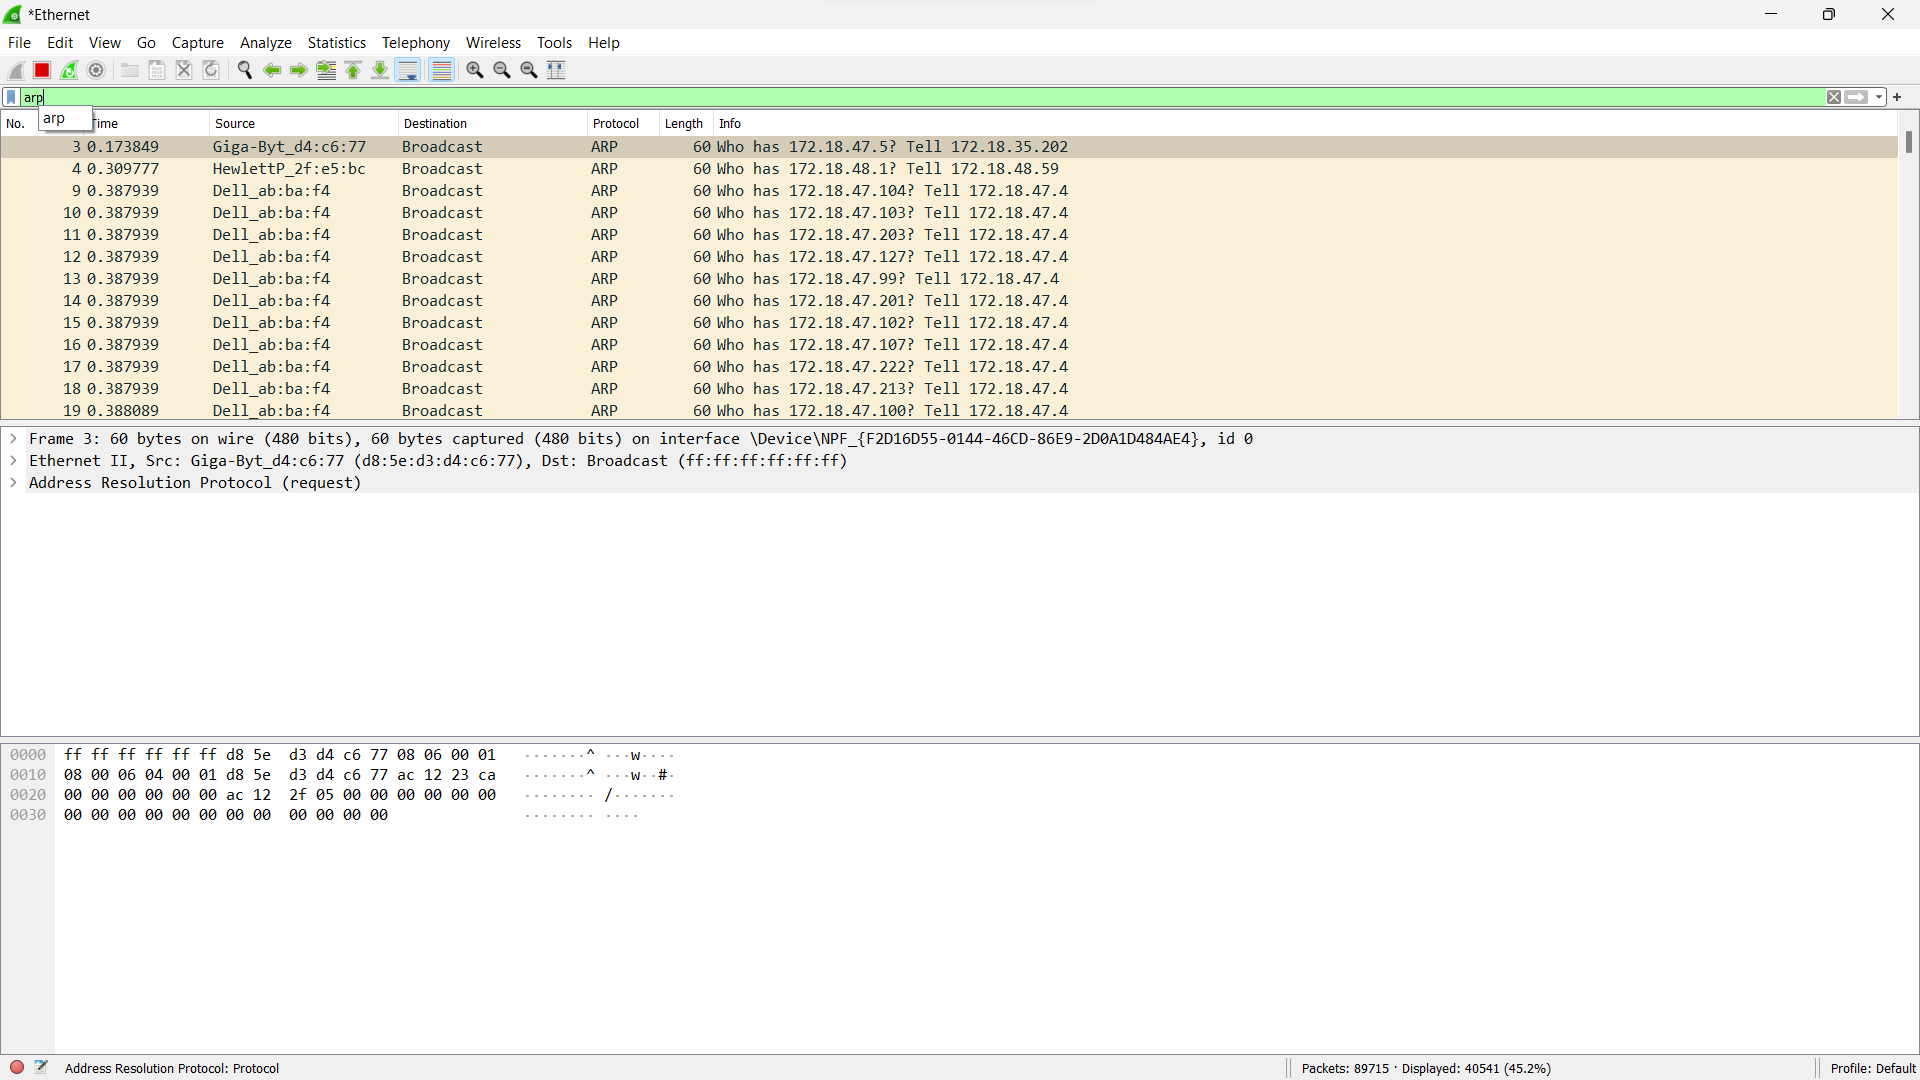 *Ethernet
File Edit View Go Capture Analyze Statistics Telephony Wireless Tools Help
arp
arp
No. Time Source Destination Protocol Length Info
3 0.173849 Giga-Byt_d4:c6:77 Broadcast ARP 60 Who has 172.18.47.5? Tell 172.18.35.202
4 0.309777 HewlettP_2f:e5:bc Broadcast ARP 60 Who has 172.18.48.1? Tell 172.18.48.59
9 0.387939 Dell_ab:ba:f4 Broadcast ARP 60 Who has 172.18.47.104? Tell 172.18.47.4
10 0.387939 Dell_ab:ba:f4 Broadcast ARP 60 Who has 172.18.47.103? Tell 172.18.47.4
11 0.387939 Dell_ab:ba:f4 Broadcast ARP 60 Who has 172.18.47.203? Tell 172.18.47.4
12 0.387939 Dell_ab:ba:f4 Broadcast ARP 60 Who has 172.18.47.127? Tell 172.18.47.4
13 0.387939 Dell_ab:ba:f4 Broadcast ARP 60 Who has 172.18.47.99? Tell 172.18.47.4
14 0.387939 Dell_ab:ba:f4 Broadcast ARP 60 Who has 172.18.47.201? Tell 172.18.47.4
15 0.387939 Dell_ab:ba:f4 Broadcast ARP 60 Who has 172.18.47.102? Tell 172.18.47.4
16 0.387939 Dell_ab:ba:f4 Broadcast ARP 60 Who has 172.18.47.107? Tell 172.18.47.4
17 0.387939 Dell_ab:ba:f4 Broadcast ARP 60 Who has 172.18.47.222? Tell 172.18.47.4
18 0.387939 Dell_ab:ba:f4 Broadcast ARP 60 Who has 172.18.47.213? Tell 172.18.47.4
19 0.388089 Dell_ab:ba:f4 Broadcast ARP 60 Who has 172.18.47.100? Tell 172.18.47.4
Frame 3: 60 bytes on wire (480 bits), 60 bytes captured (480 bits) on interface \Device\NPF_{F2D16D55-0144-46CD-86E9-2D0A1D484AE4}, id 0
Ethernet II, Src: Giga-Byt_d4:c6:77 (d8:5e:d3:d4:c6:77), Dst: Broadcast (ff:ff:ff:ff:ff:ff)
Address Resolution Protocol (request)
0000 ff ff ff ff ff ff d8 5e d3 d4 c6 77 08 06 00 01 ·······^ ···w····
0010 08 00 06 04 00 01 d8 5e d3 d4 c6 77 ac 12 23 ca ·······^ ···w··#·
0020 00 00 00 00 00 00 ac 12 2f 05 00 00 00 00 00 00 ········ /·······
0030 00 00 00 00 00 00 00 00 00 00 00 00 ········ ····
Address Resolution Protocol: Protocol Packets: 89715 · Displayed: 40541 (45.2%) Profile: Default